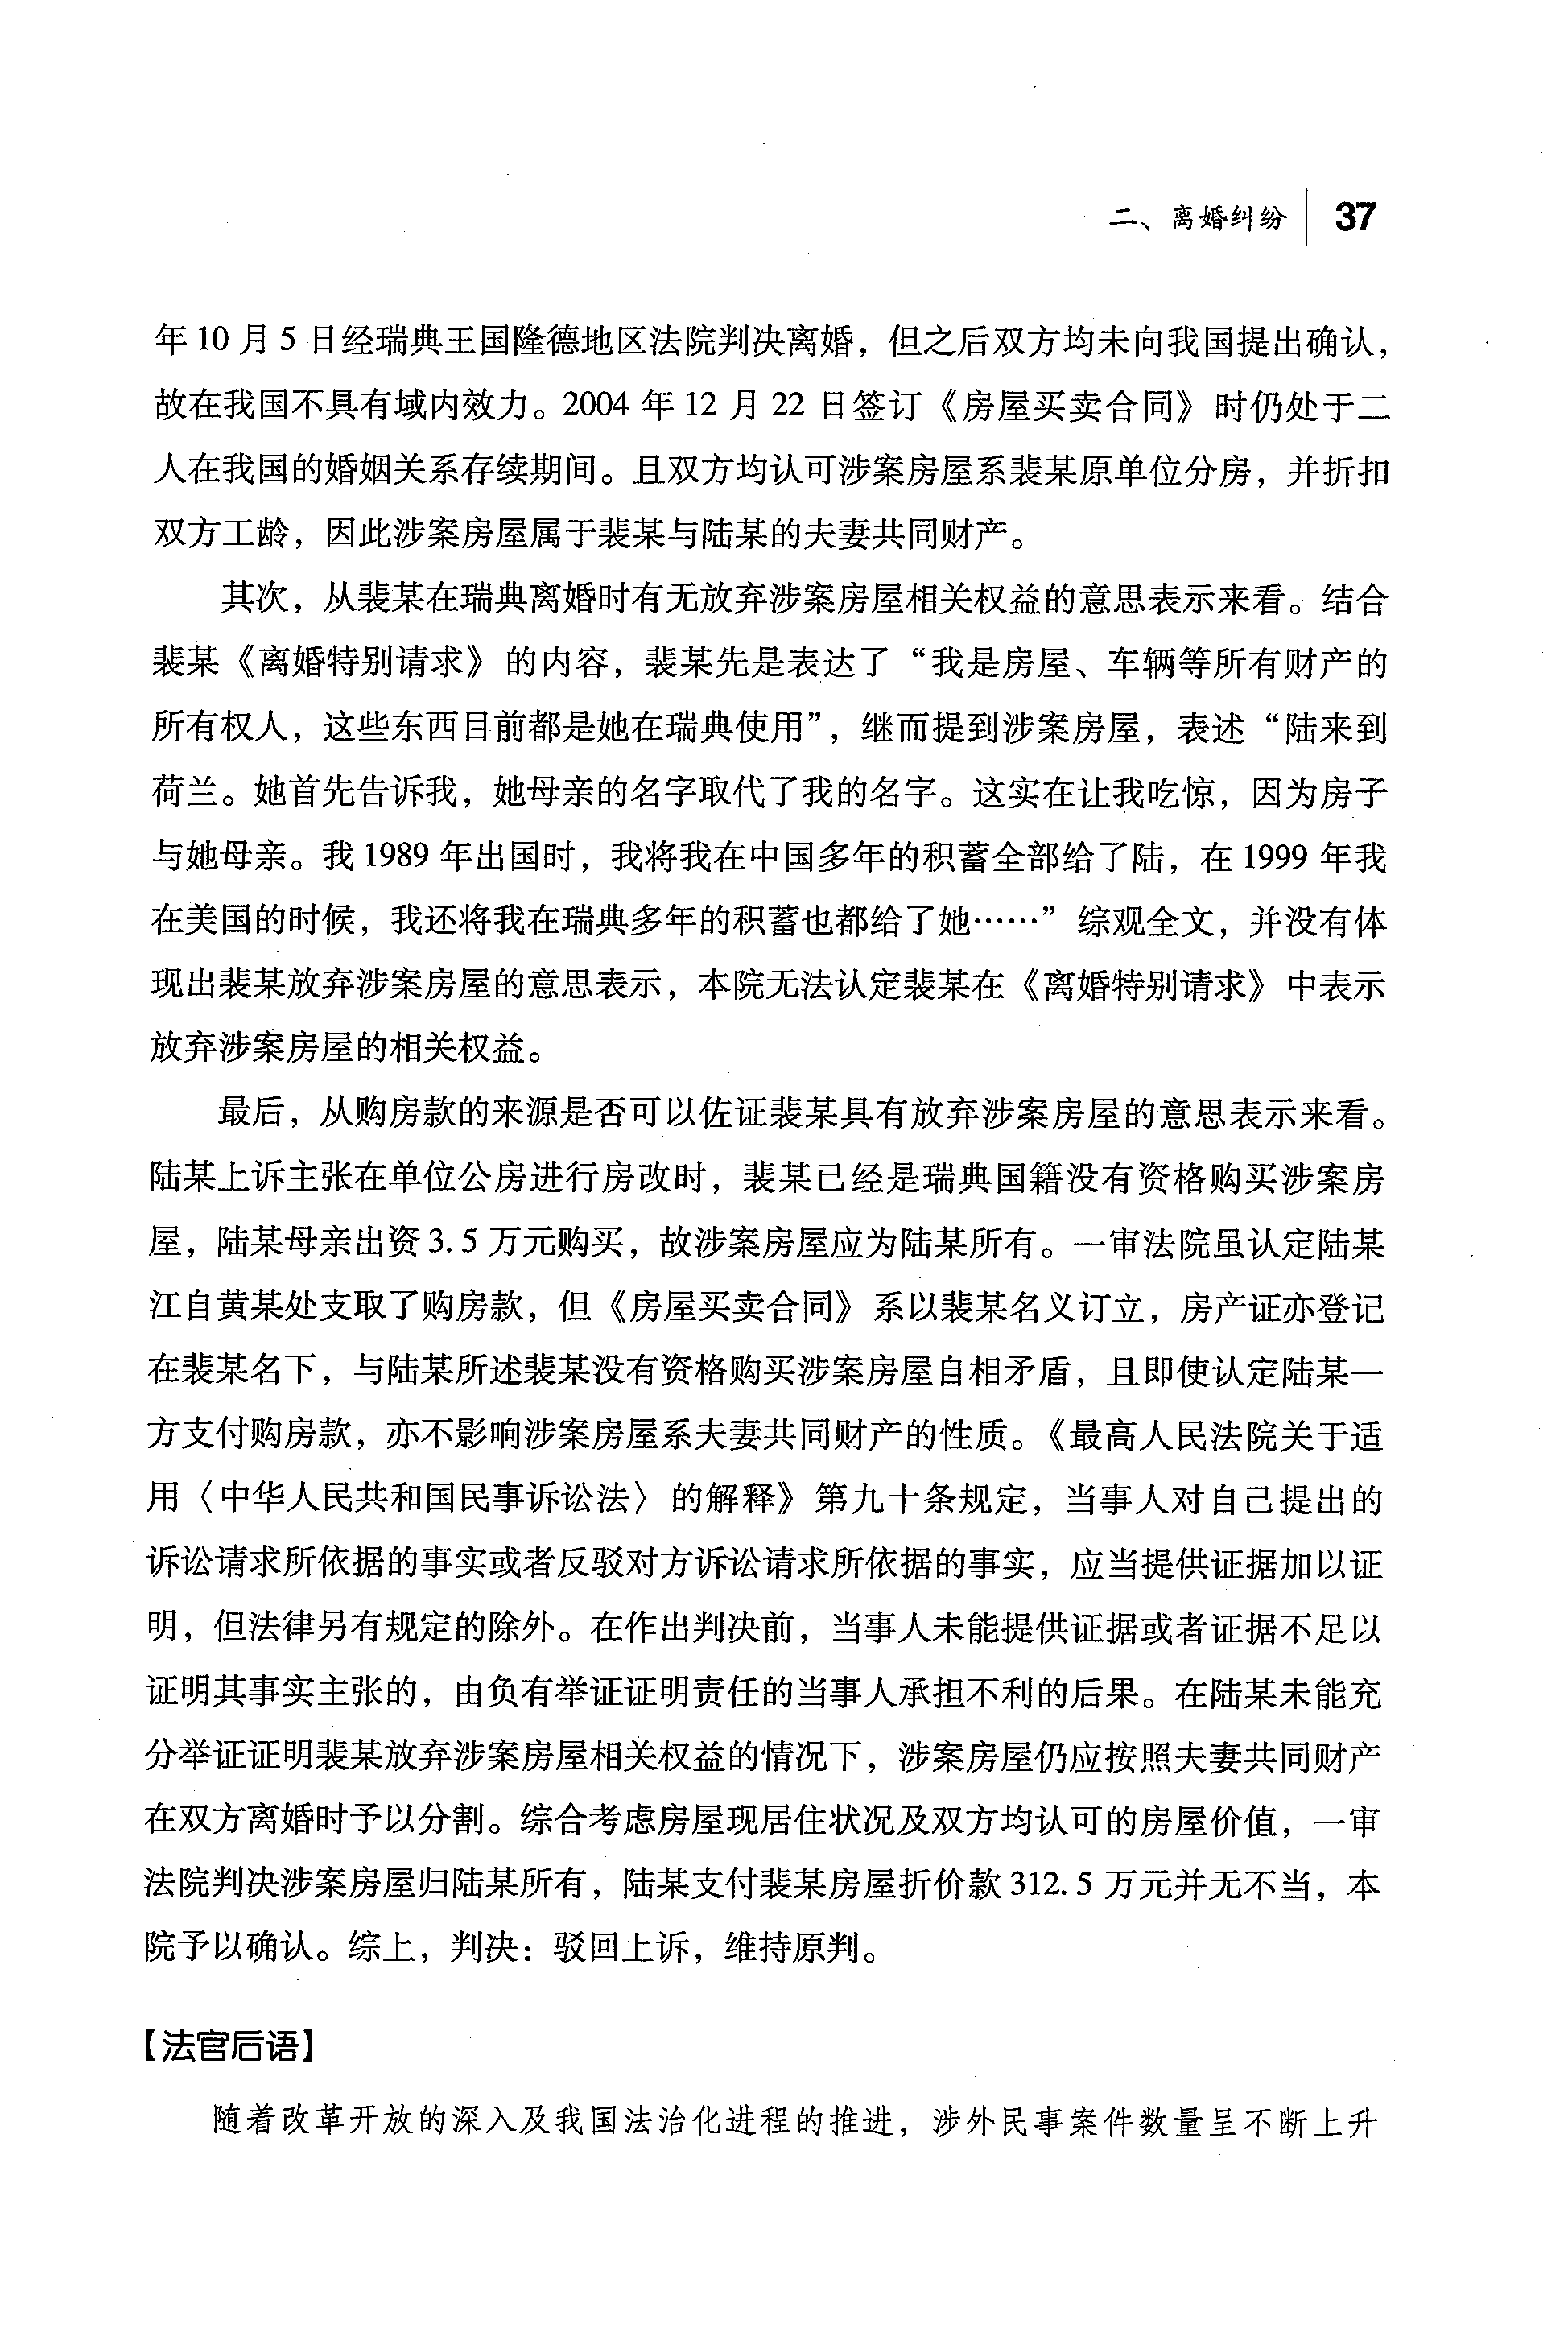 二、离婚纠纷 37
年 10 月 5 日经瑞典王国隆德地区法院判决离婚，但之后双方均未向我国提出确认，
故在我国不具有域内效力。2004 年 12 月 22 日签订《房屋买卖合同》时仍处于二
人在我国的婚姻关系存续期间。且双方均认可涉案房屋系裴某原单位分房，并折扣
双方工龄，因此涉案房屋属于裴某与陆某的夫妻共同财产。
其次，从裴某在瑞典离婚时有无放弃涉案房屋相关权益的意思表示来看。结合
裴某《离婚特别请求》的内容，裴某先是表达了“我是房屋、车辆等所有财产的
所有权人，这些东西目前都是她在瑞典使用”，继而提到涉案房屋，表述“陆来到
荷兰。她首先告诉我，她母亲的名字取代了我的名字。这实在让我吃惊，因为房子
与她母亲。我 1989 年出国时，我将我在中国多年的积蓄全部给了陆，在 1999 年我
在美国的时候，我还将我在瑞典多年的积蓄也都给了她……”综观全文，并没有体
现出裴某放弃涉案房屋的意思表示，本院无法认定裴某在《离婚特别请求》中表示
放弃涉案房屋的相关权益。
最后，从购房款的来源是否可以佐证裴某具有放弃涉案房屋的意思表示来看。
陆某上诉主张在单位公房进行房改时，裴某已经是瑞典国籍没有资格购买涉案房
屋，陆某母亲出资 3.5 万元购买，故涉案房屋应为陆某所有。一审法院虽认定陆某
江自黄某处支取了购房款，但《房屋买卖合同》系以裴某名义订立，房产证亦登记
在裴某名下，与陆某所述裴某没有资格购买涉案房屋自相矛盾，且即使认定陆某一
方支付购房款，亦不影响涉案房屋系夫妻共同财产的性质。《最高人民法院关于适
用〈中华人民共和国民事诉讼法〉的解释》第九十条规定，当事人对自己提出的
诉讼请求所依据的事实或者反驳对方诉讼请求所依据的事实，应当提供证据加以证
明，但法律另有规定的除外。在作出判决前，当事人未能提供证据或者证据不足以
证明其事实主张的，由负有举证证明责任的当事人承担不利的后果。在陆某未能充
分举证证明裴某放弃涉案房屋相关权益的情况下，涉案房屋仍应按照夫妻共同财产
在双方离婚时予以分割。综合考虑房屋现居住状况及双方均认可的房屋价值，一审
法院判决涉案房屋归陆某所有，陆某支付裴某房屋折价款 312.5 万元并无不当，本
院予以确认。综上，判决：驳回上诉，维持原判。
【法官后语】
随着改革开放的深入及我国法治化进程的推进，涉外民事案件数量呈不断上升